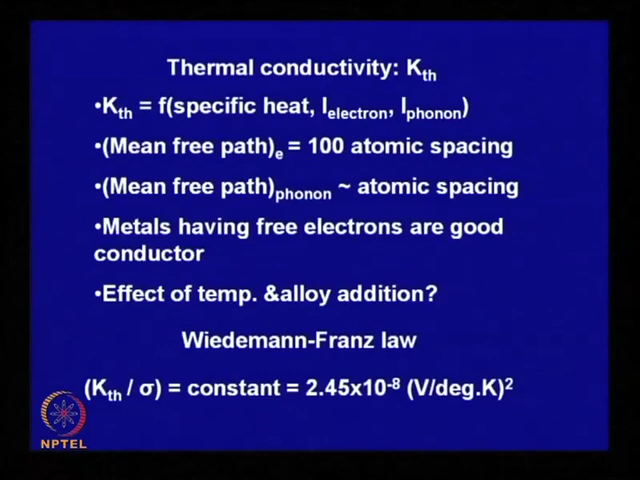 Thermal conductivity: Kth
•Kth = f(specific heat, lelectron, lphonon)
•(Mean free path)e = 100 atomic spacing
•(Mean free path)phonon ~ atomic spacing
•Metals having free electrons are good
conductor
•Effect of temp. &alloy addition?
Wiedemann-Franz law
(Kth / σ) = constant = 2.45x10-8 (V/deg.K)2
NPTEL